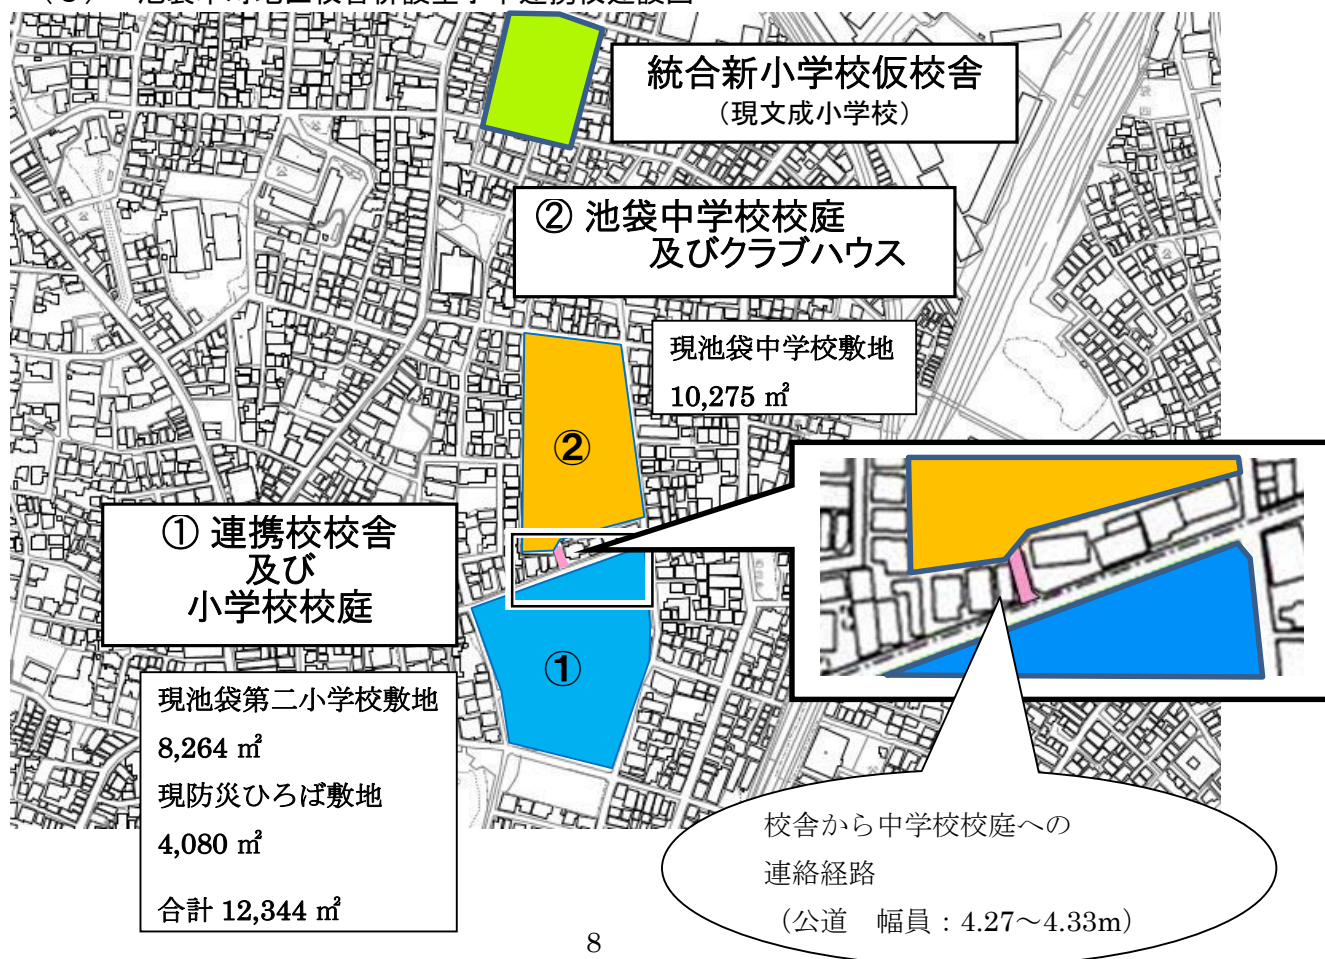 統合新小学校仮校舎
（現文成小学校）
② 池袋中学校校庭
及びクラブハウス
現池袋中学校敷地
10,275 ㎡
②
① 連携校校舎
及び
小学校校庭
①
現池袋第二小学校敷地
8,264 ㎡
現防災ひろば敷地
4,080 ㎡
合計 12,344 ㎡
校舎から中学校校庭への
連絡経路
（公道　幅員：4.27～4.33m）
8